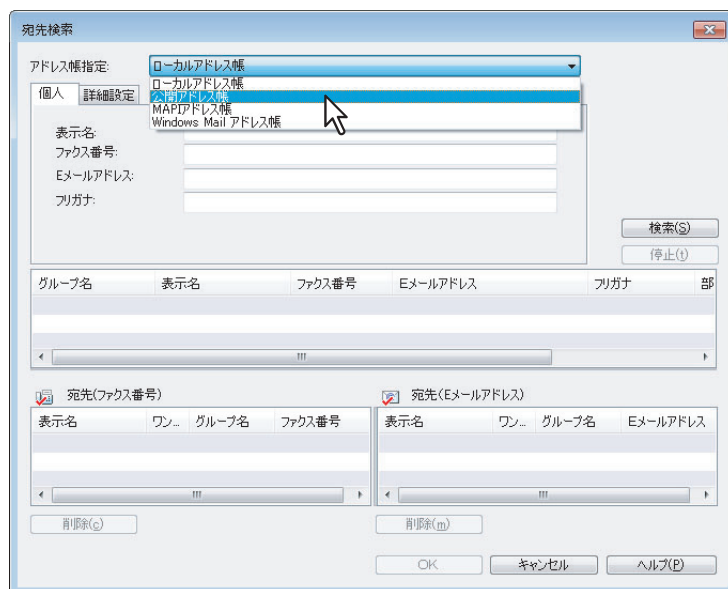 宛先検索
アドレス帳指定: ローカルアドレス帳
ローカルアドレス帳
公開アドレス帳
MAPIアドレス帳
Windows Mail アドレス帳
個人 詳細設定
表示名:
ファクス番号:
Eメールアドレス:
フリガナ:
検索(S)
停止(t)
グループ名 表示名 ファクス番号 Eメールアドレス フリガナ 部
宛先(ファクス番号) 宛先(Eメールアドレス)
表示名 ワン... グループ名 ファクス番号 表示名 ワン... グループ名 Eメールアドレス
削除(c) 削除(m)
OK キャンセル ヘルプ(P)